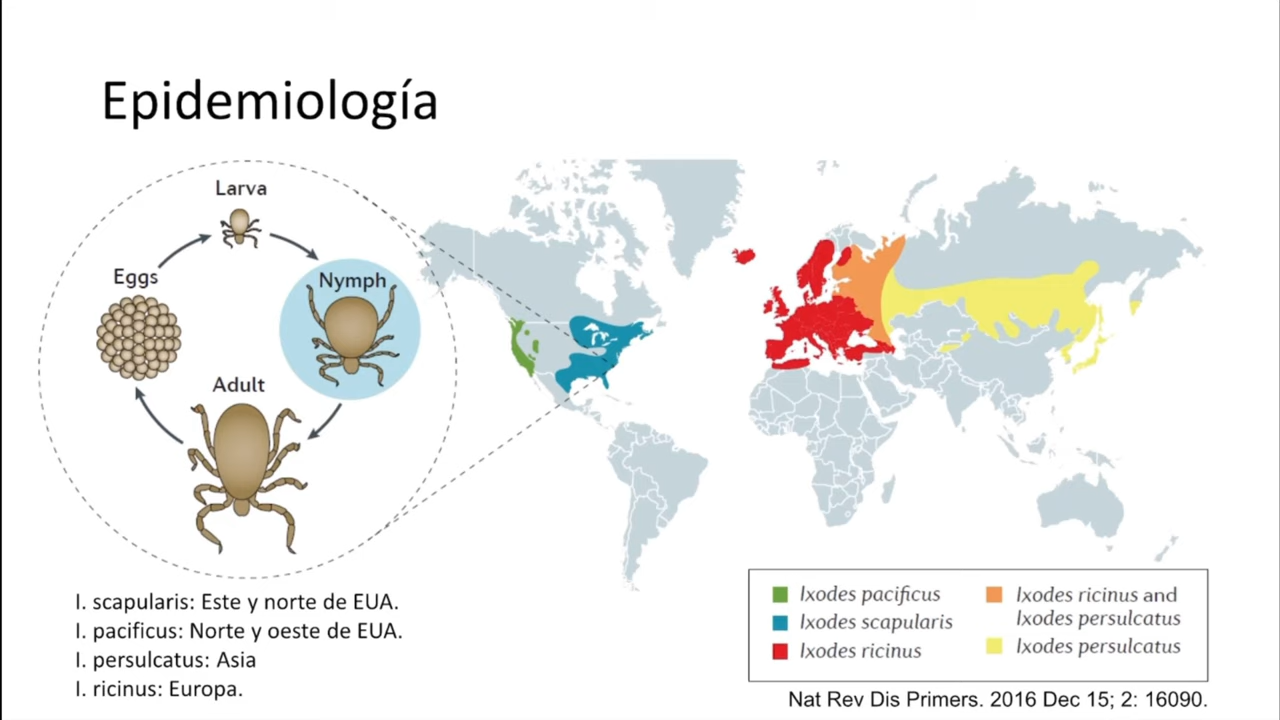 Epidemiología
Larva
Eggs
Nymph
Adult
I. scapularis: Este y norte de EUA.
I. pacificus: Norte y oeste de EUA.
I. persulcatus: Asia
I. ricinus: Europa.
Ixodes pacificus
Ixodes scapularis
Ixodes ricinus
Ixodes ricinus and
Ixodes persulcatus
Ixodes persulcatus
Nat Rev Dis Primers. 2016 Dec 15; 2: 16090.